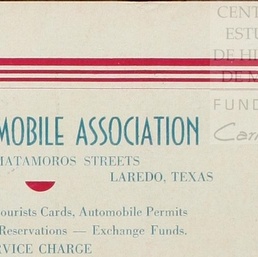 CENT
ESTU
DE HI
DE M
FUND
MOBILE ASSOCIATION
MATAMOROS STREETS
LAREDO, TEXAS
ourists Cards, Automobile Permits
Reservations — Exchange Funds.
RVICE CHARGE